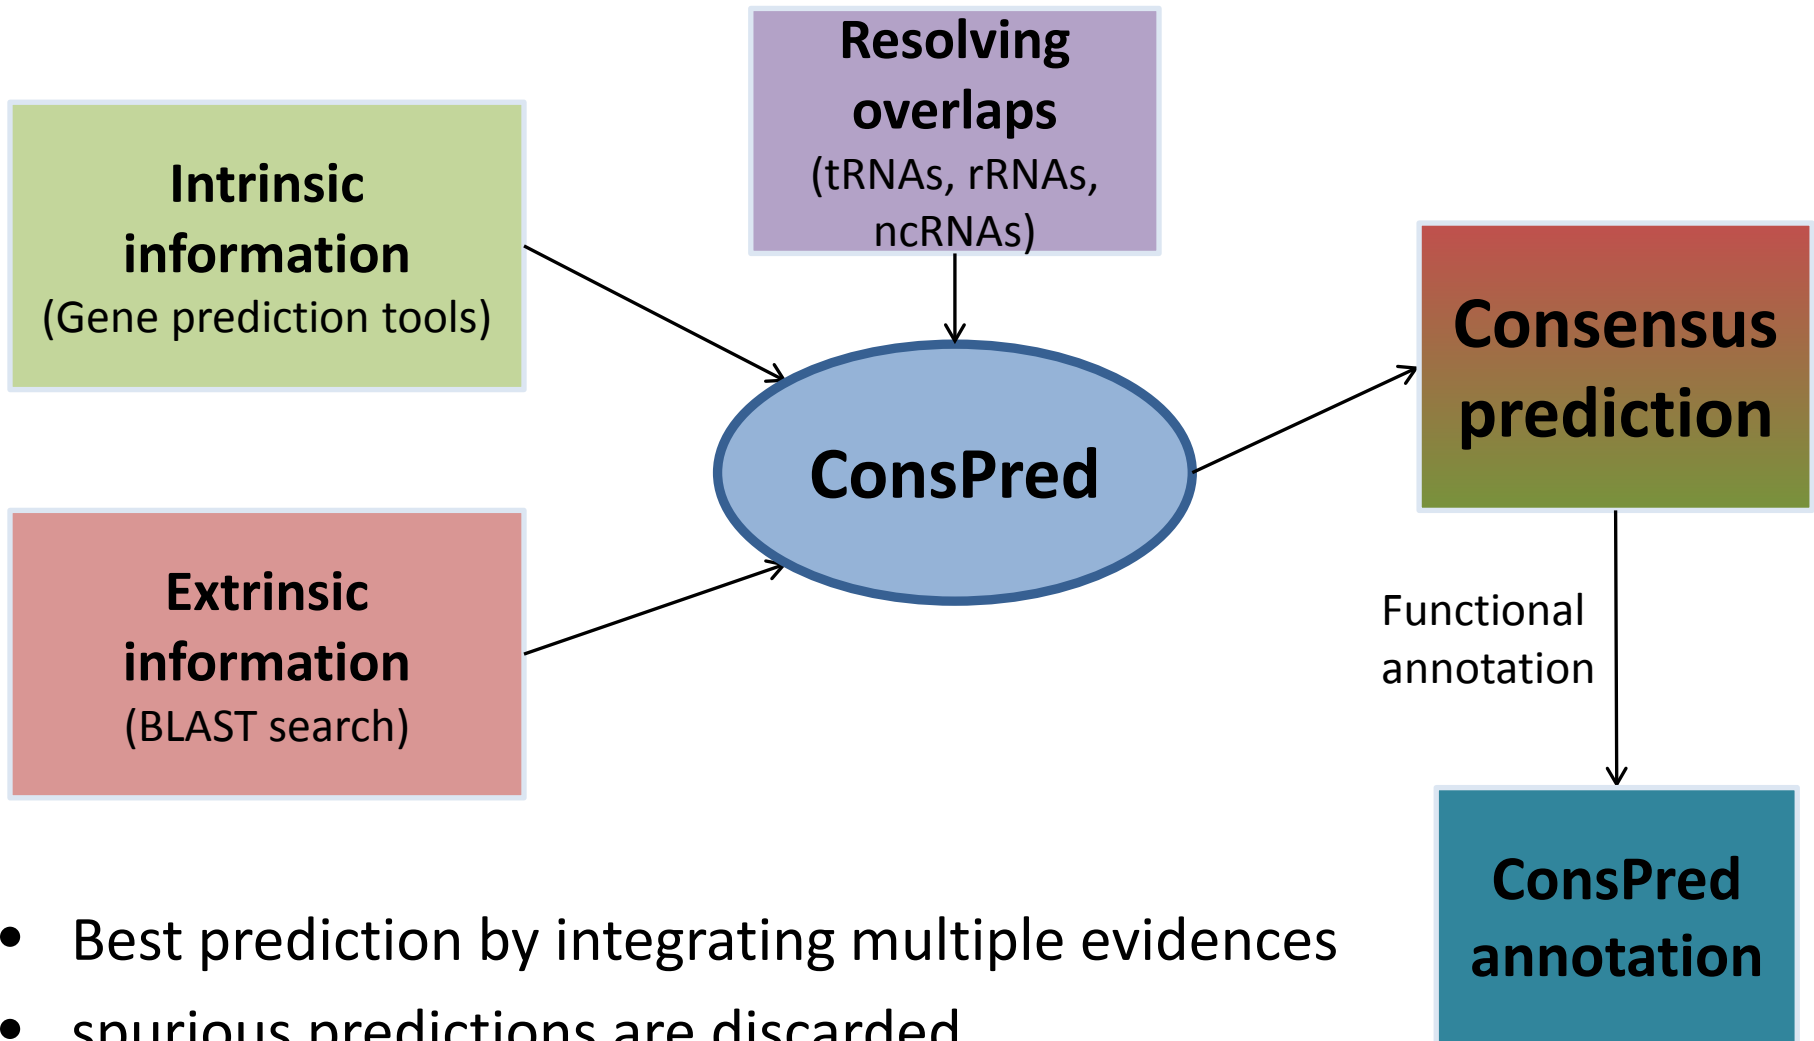 Resolving
overlaps
(tRNAs, rRNAs,
ncRNAs)
Intrinsic
information
(Gene prediction tools)
Consensus
prediction
ConsPred
Extrinsic
information
(BLAST search)
Functional
annotation
ConsPred
annotation
• Best prediction by integrating multiple evidences
• spurious predictions are discarded